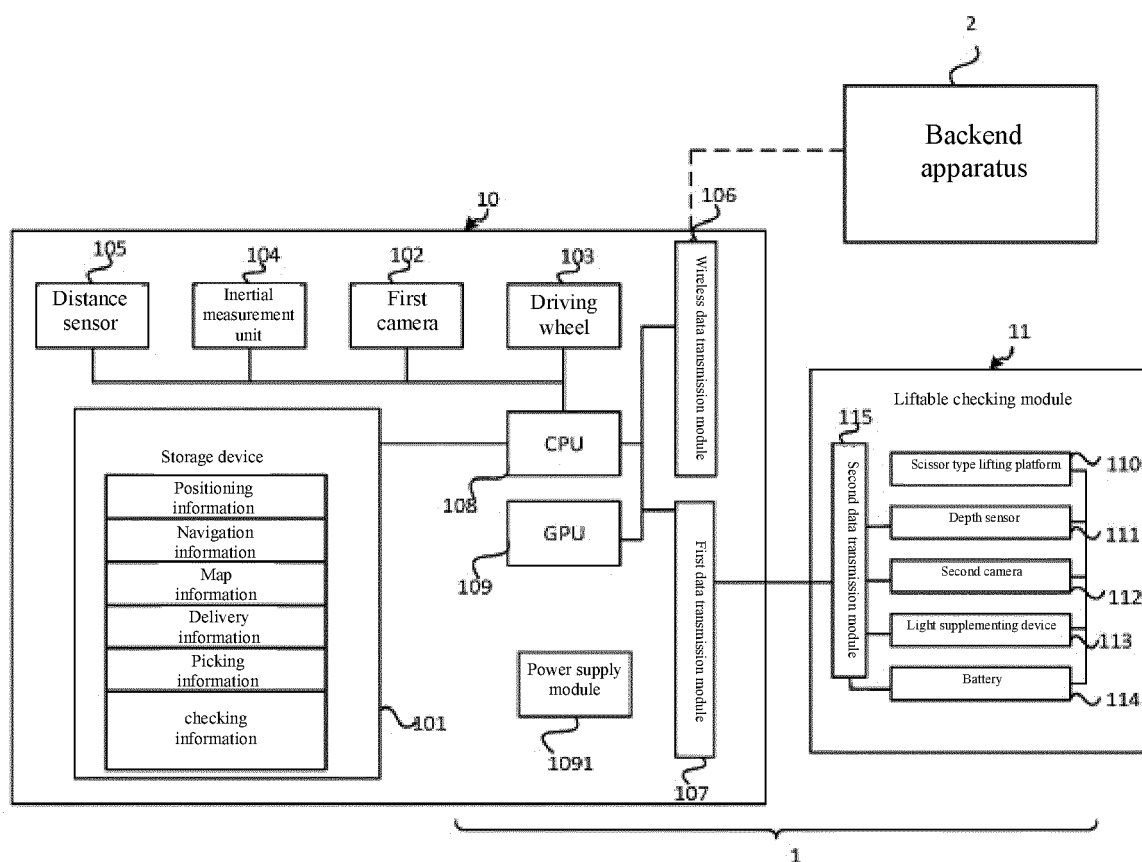 2
Backend
apparatus
10
106
105
104
102
103
Distance
sensor
Inertial
measurement
unit
First
camera
Driving
wheel
Wireless data transmission module
11
Liftable checking module
115
Storage device
Positioning
information
Navigation
information
Map
information
Delivery
information
Picking
information
checking
information
101
CPU
108
GPU
109
Power supply
module
1091
First data transmission module
107
Second data transmission module
Scissor type lifting platform
110
Depth sensor
111
Second camera
112
Light supplementing device
113
Battery
114
1